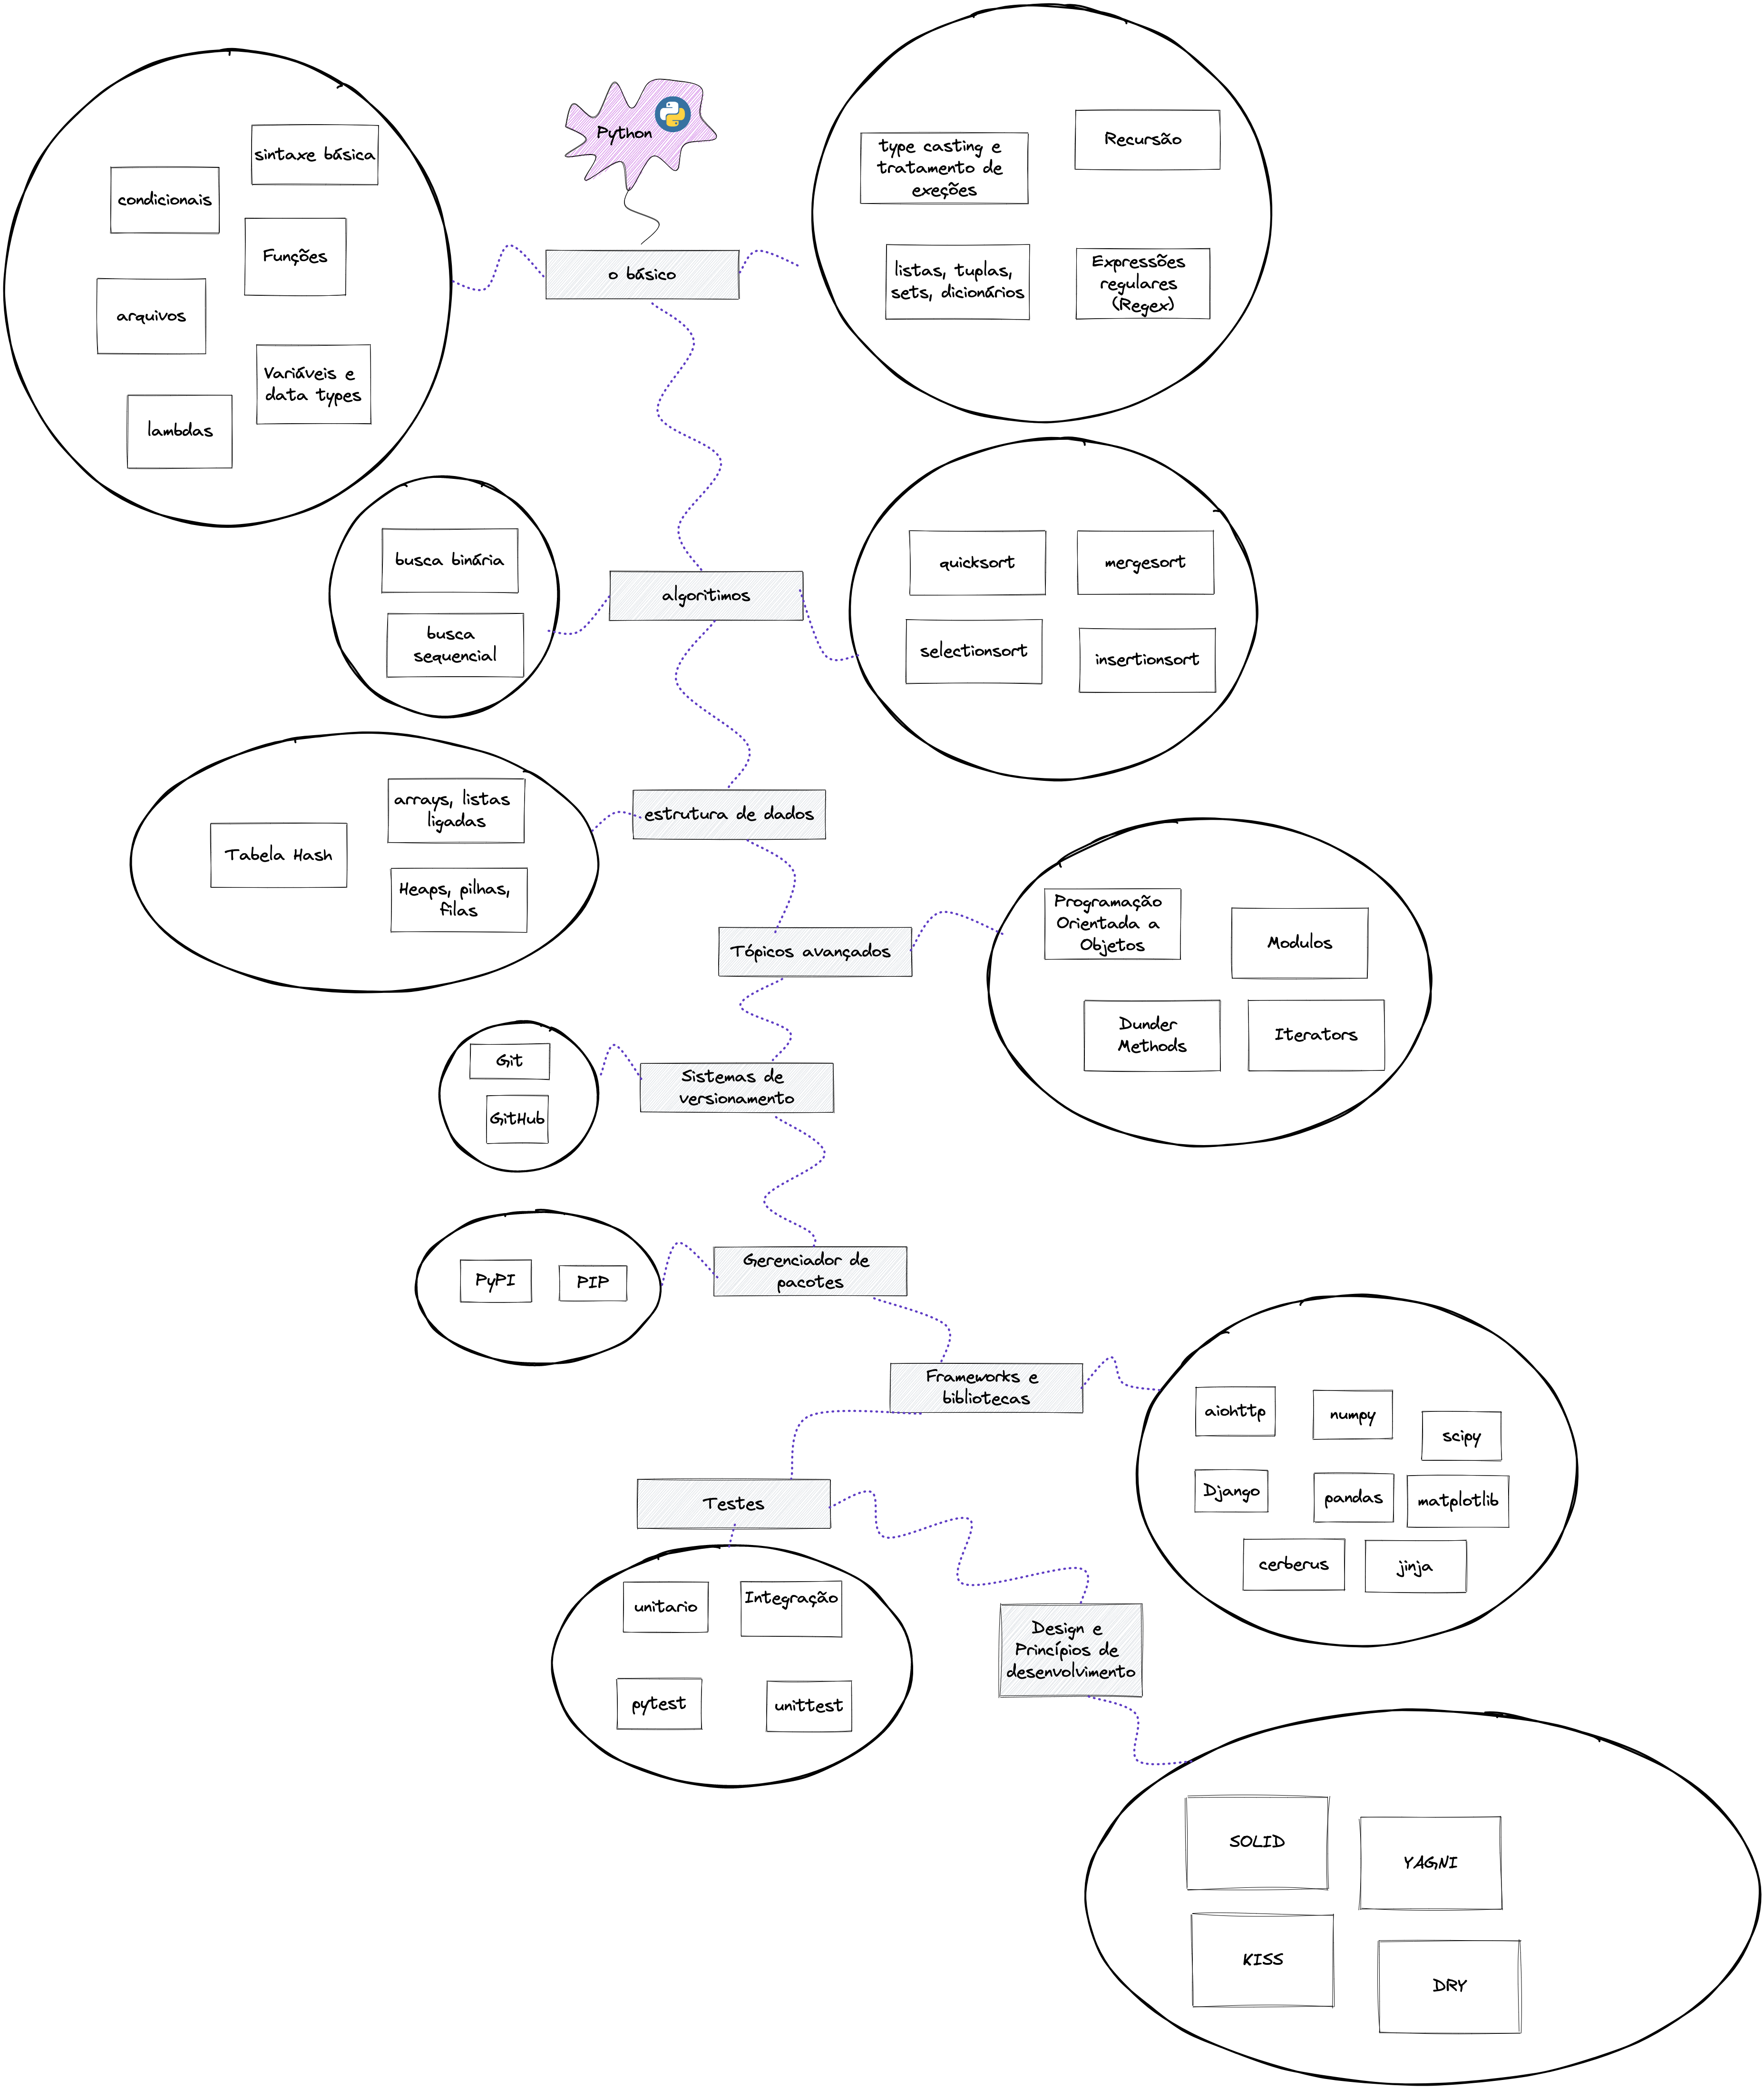 Python
o básico
sintaxe básica
condicionais
Funções
arquivos
Variáveis e
data types
lambdas
type casting e
tratamento de
exeções
Recursão
listas, tuplas,
sets, dicionários
Expressões
regulares
(Regex)
algoritimos
busca binária
busca
sequencial
quicksort
mergesort
selectionsort
insertionsort
estrutura de dados
arrays, listas
ligadas
Tabela Hash
Heaps, pilhas,
filas
Tópicos avançados
Programação
Orientada a
Objetos
Modulos
Dunder
Methods
Iterators
Sistemas de
versionamento
Git
GitHub
Gerenciador de
pacotes
PyPI
PIP
Frameworks e
bibliotecas
aiohttp
numpy
scipy
Django
pandas
matplotlib
cerberus
jinja
Testes
unitario
Integração
pytest
unittest
Design e
Princípios de
desenvolvimento
SOLID
YAGNI
KISS
DRY